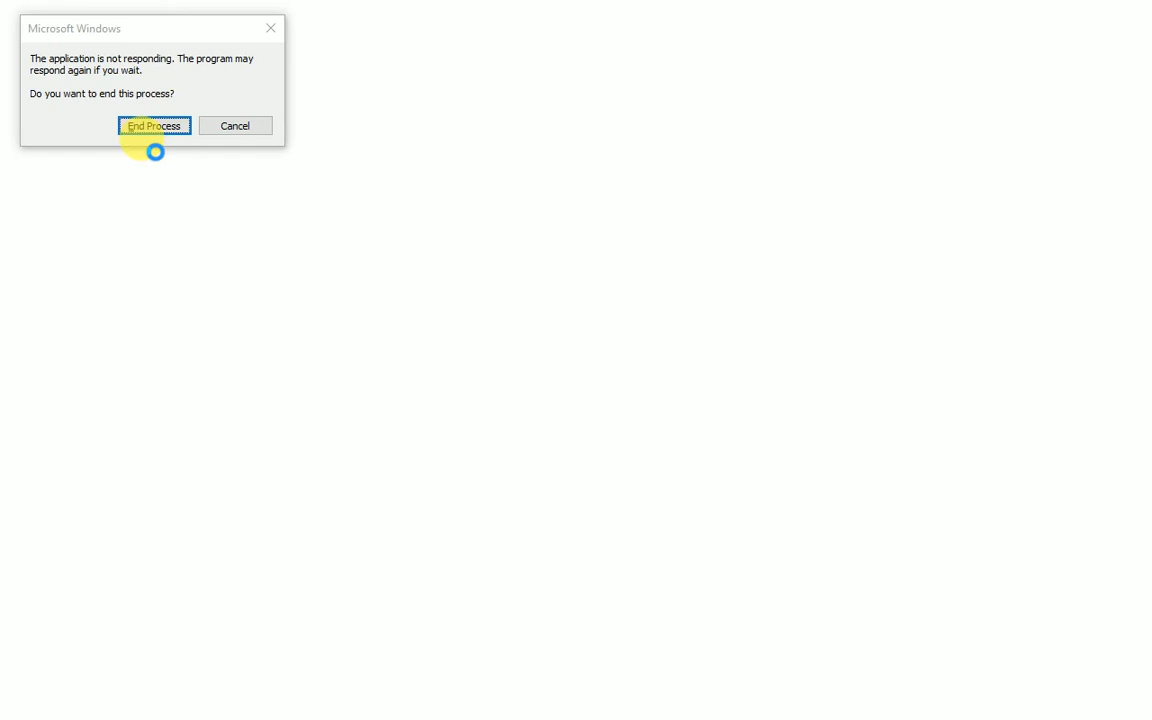 Microsoft Windows
The application is not responding. The program may
respond again if you wait.
Do you want to end this process?
End Process
Cancel